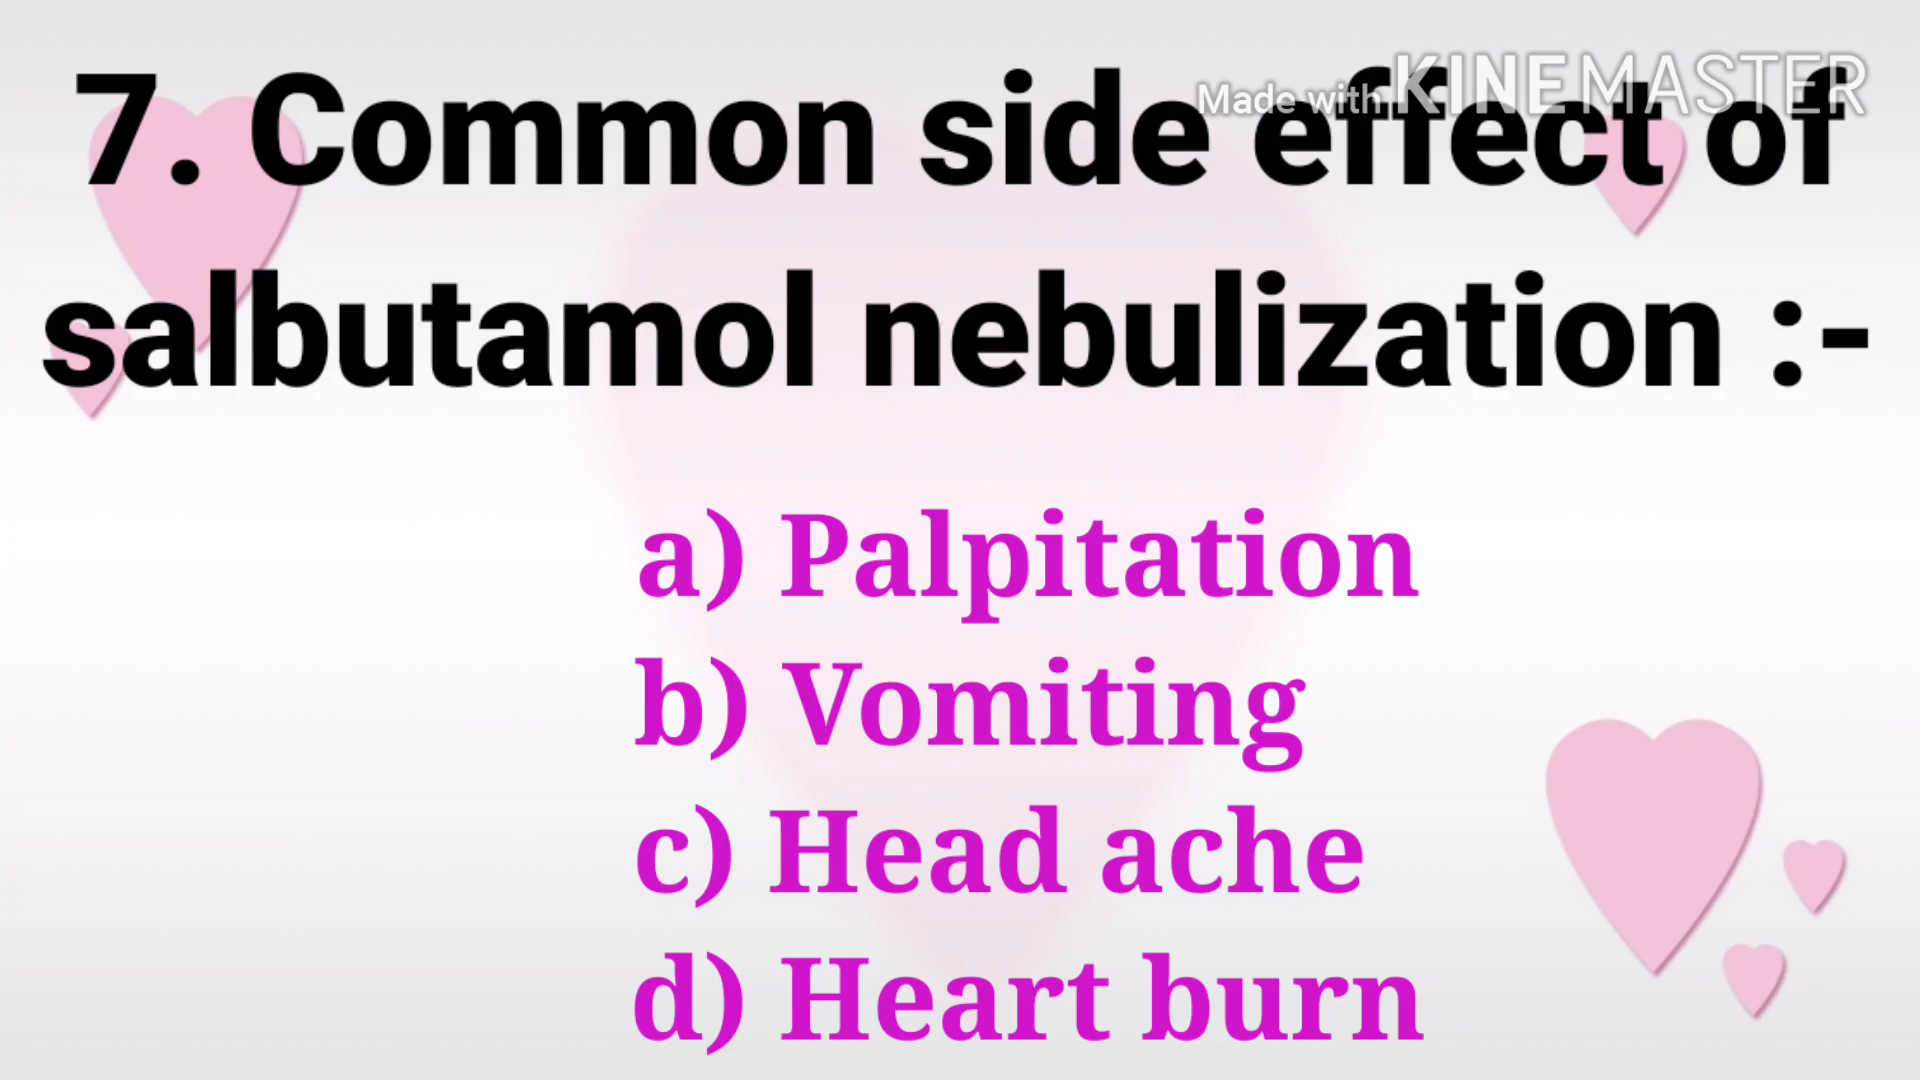 Made with KINEMASTER
7. Common side effect of
salbutamol nebulization :-
a) Palpitation
b) Vomiting
c) Head ache
d) Heart burn